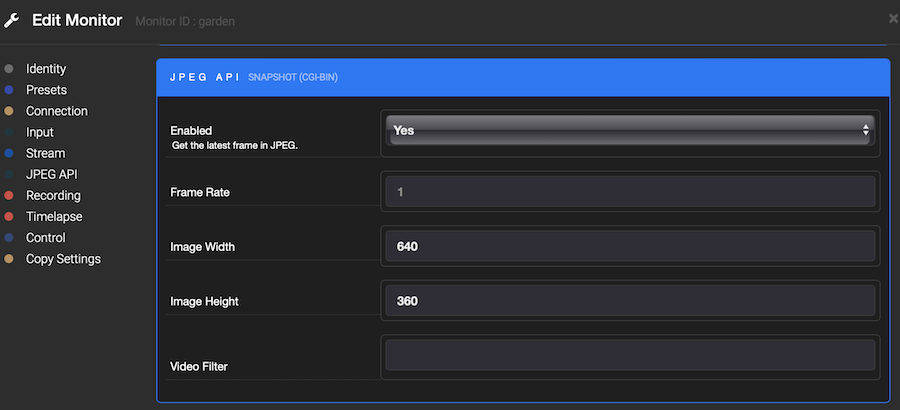 Edit Monitor Monitor ID : garden
Identity
Presets
Connection
Input
Stream
JPEG API
Recording
Timelapse
Control
Copy Settings
JPEG API SNAPSHOT (CGI-BIN)
Enabled
Get the latest frame in JPEG.
Yes
Frame Rate
1
Image Width
640
Image Height
360
Video Filter